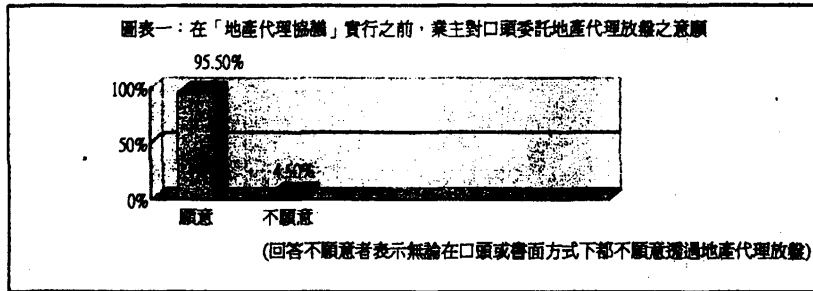 圖表一：在「地產代理協議」實行之前，業主對口頭委託地產代理放盤之意願
95.50%
100%
4.50%
50%
0%
願意 不願意
(回答不願意者表示無論在口頭或書面方式下都不願意透過地產代理放盤)